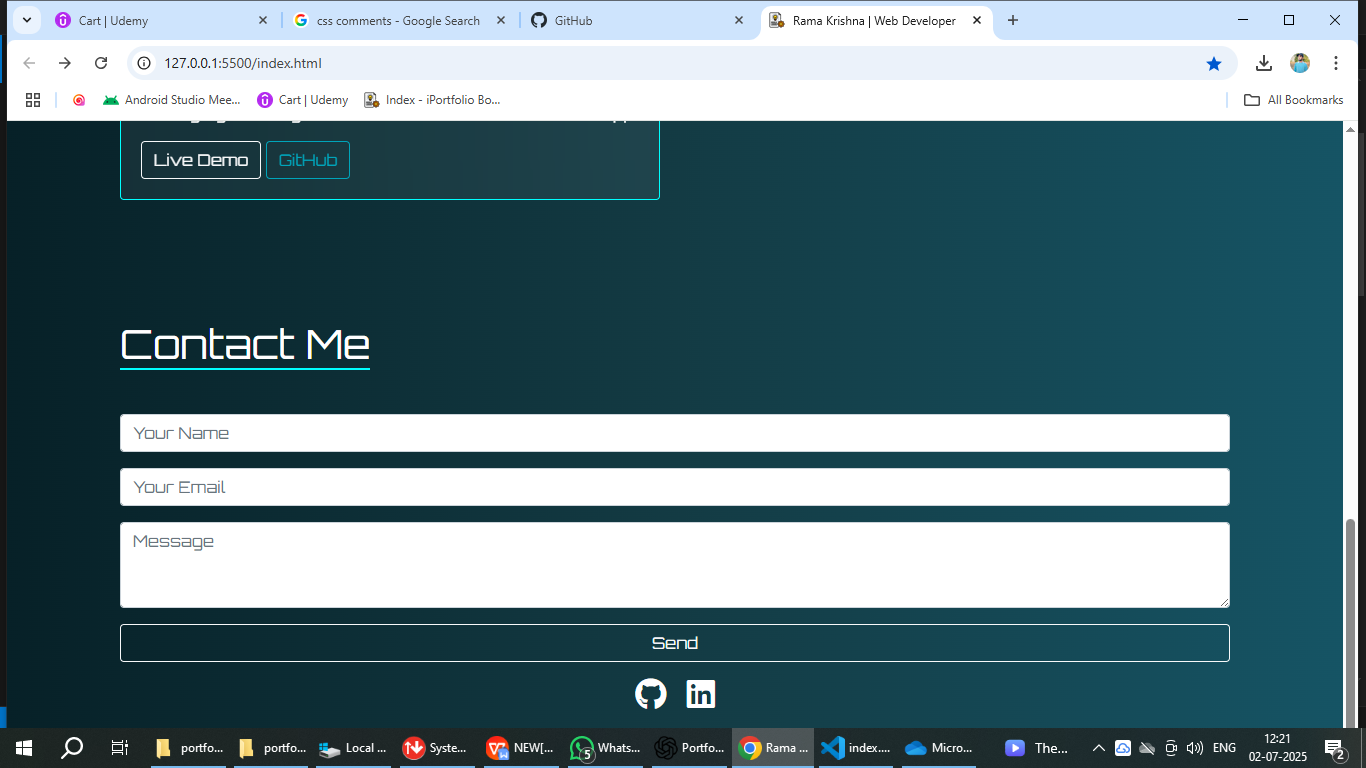 Cart | Udemy
css comments - Google Search
GitHub
Rama Krishna | Web Developer
127.0.0.1:5500/index.html
Android Studio Mee...
Cart | Udemy
Index - iPortfolio Bo...
All Bookmarks
Live Demo
GitHub
Contact Me
Your Name
Your Email
Message
Send
in
portfo...
portfo...
Local ...
Syste...
NEW[...
5
Whats...
Portfo...
Rama ...
index....
Micro...
The...
ENG
12:21
02-07-2025
2